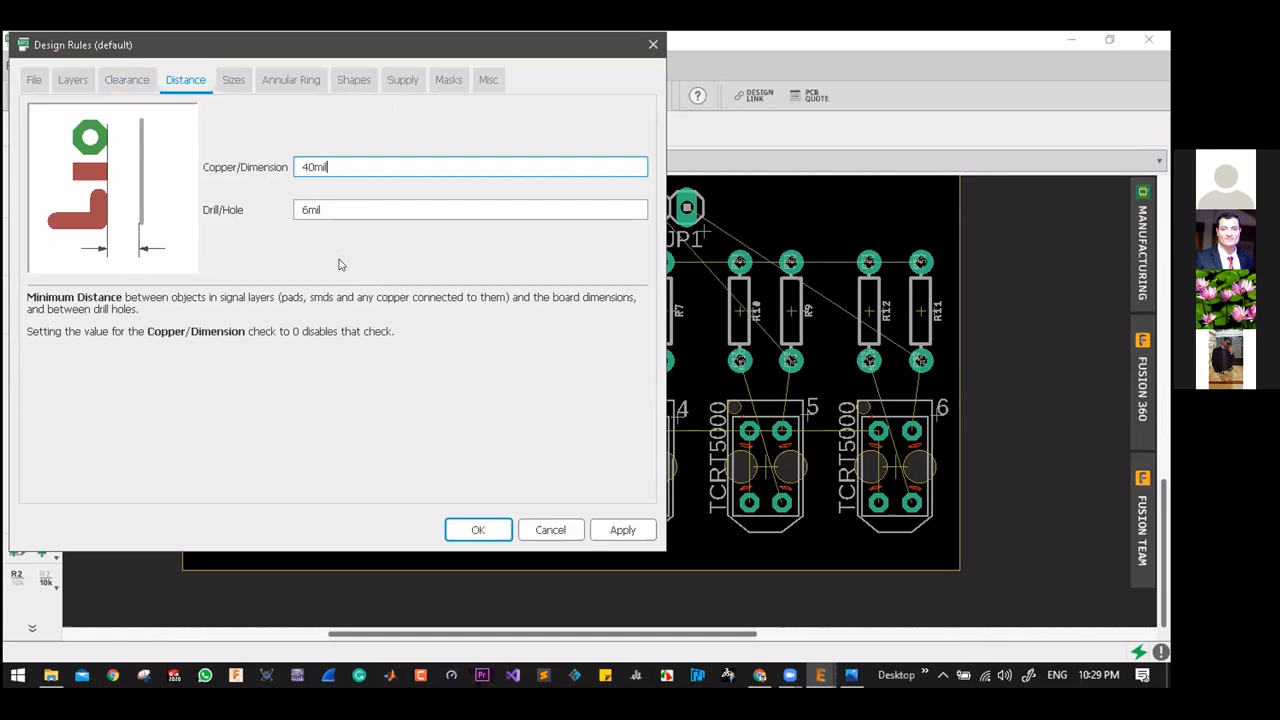 Design Rules (default)
File Layers Clearance Distance Sizes Annular Ring Shapes Supply Masks Misc
Copper/Dimension 40mil
Drill/Hole 6mil
Minimum Distance between objects in signal layers (pads, smds and any copper connected to them) and the board dimensions,
and between drill holes.
Setting the value for the Copper/Dimension check to 0 disables that check.
OK Cancel Apply
?
DESIGN LINK
PCB QUOTE
JP1
R7
R10
R9
R12
R11
4
TCRT5000
5
TCRT5000
6
MANUFACTURING
FUSION 360
FUSION TEAM
R2 R2
10k 10k
Desktop
ENG
10:29 PM